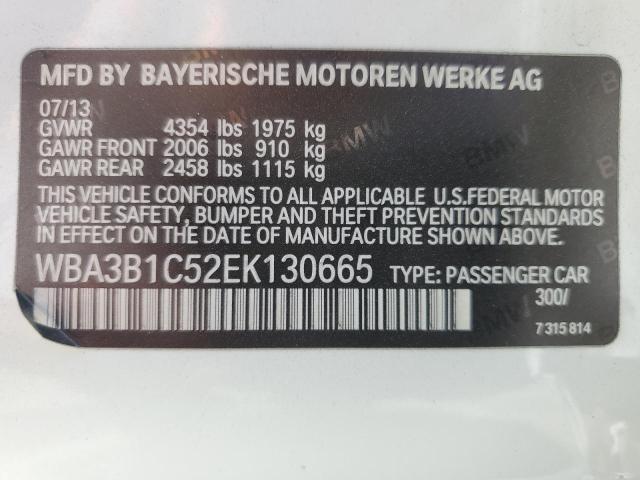 MFD BY BAYERISCHE MOTOREN WERKE AG
07/13
GVWR 4354 lbs 1975 kg
GAWR FRONT 2006 lbs 910 kg
GAWR REAR 2458 lbs 1115 kg
THIS VEHICLE CONFORMS TO ALL APPLICABLE U.S.FEDERAL MOTOR
VEHICLE SAFETY, BUMPER AND THEFT PREVENTION STANDARDS IN
EFFECT ON THE DATE OF MANUFACTURE SHOWN ABOVE.
WBA3B1C52EK130665 TYPE: PASSENGER CAR
300/
7 315 814